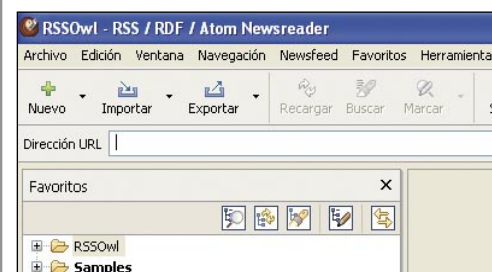 RSSOwl - RSS / RDF / Atom Newsreader
Archivo Edición Ventana Navegación Newsfeed Favoritos Herramienta
Nuevo Importar Exportar Recargar Buscar Marcar
Dirección URL
Favoritos
RSSOwl
Samples